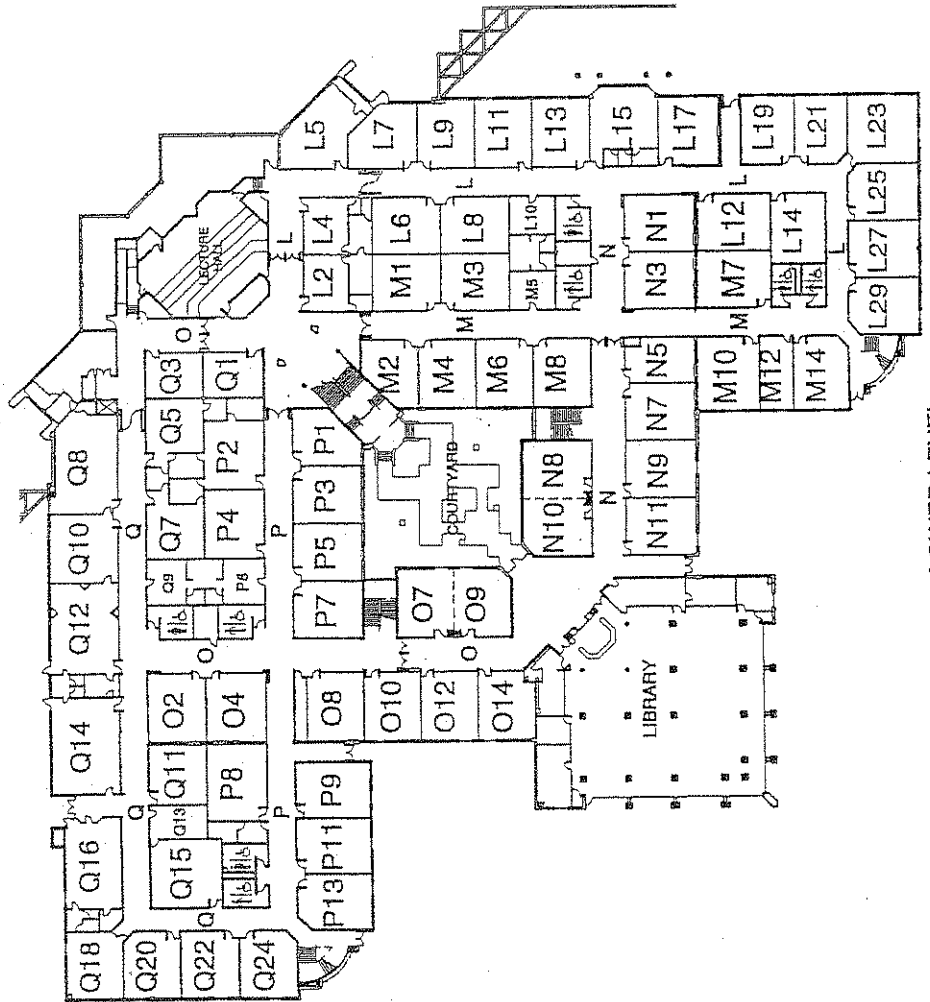 Q18 Q16 Q14 Q12 Q10 Q8
Q Q
Q20
Q15 Q13 Q11 O2 Q9 Q7 Q5 Q3 O
LECTURE
HALL
Q22 Q O
P8 O4 P8 P4 P2 Q1
Q24
P P
L
P13 P11 P9 O8 P7 P5 P3 P1 L2 L4 L5
O10 M2 M1 L6 L7
O7
O12 M4 M M3 L8 L L9
COURTYARD
O9 O
O14 M6 L11
M5 L10
N10 N8 M8 L13
N N
LIBRARY
N11 N9 N7 N5 N3 N1 L15
L17
M10 M M7 L12 L
L19
M12
L14
M14 L21
L
L29 L27 L25 L23